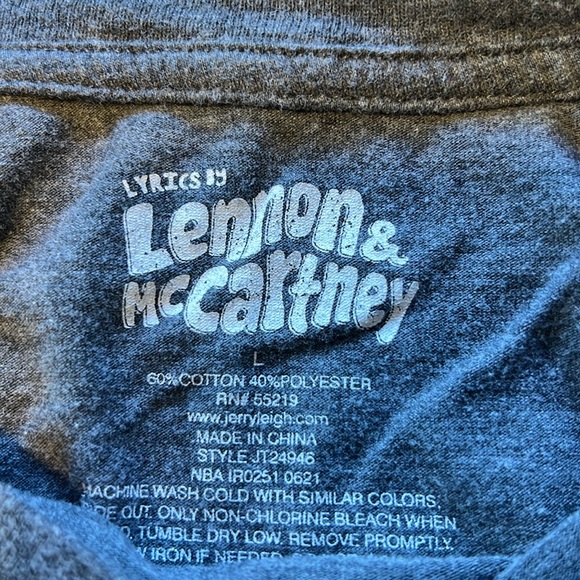 LYRICS BY
Lennon &
McCartney
L
60% COTTON 40% POLYESTER
RN# 55219
www.jerryleigh.com
MADE IN CHINA
STYLE JT24946
NBA IR0251 0621
MACHINE WASH COLD WITH SIMILAR COLORS
OUT. ONLY NON-CHLORINE BLEACH WHEN
TUMBLE DRY LOW. REMOVE PROMPTLY.
IRON IF NEEDED